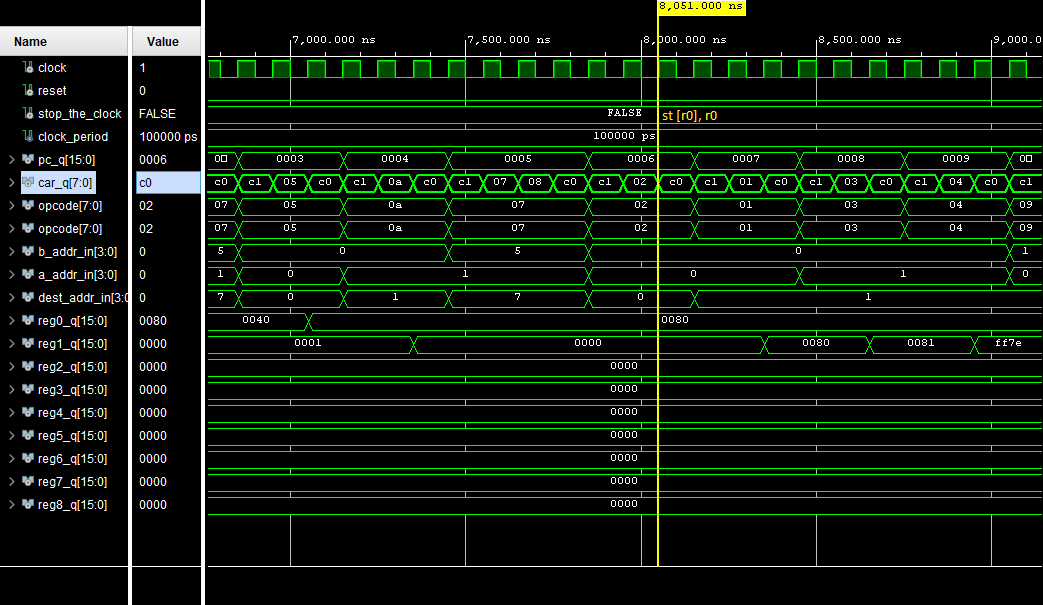 8,051.000 ns
Name Value
7,000.000 ns 7,500.000 ns 8,000.000 ns 8,500.000 ns 9,000.0
clock 1
reset 0
stop_the_clock FALSE FALSE st [r0], r0
clock_period 100000 ps 100000 ps
pc_q[15:0] 0006 0003 0004 0005 0006 0007 0008 0009
car_q[7:0] c0 c0 c1 05 c0 c1 0a c0 c1 07 08 c0 c1 02 c0 c1 01 c0 c1 03 c0 c1 04 c0 c1
opcode[7:0] 02 07 05 0a 07 02 01 03 04 09
opcode[7:0] 02 07 05 0a 07 02 01 03 04 09
b_addr_in[3:0] 0 5 0 5 0 1
a_addr_in[3:0] 0 1 0 1 0 1 0
dest_addr_in[3:0 0 7 0 1 7 0 1
reg0_q[15:0] 0080 0040 0080
reg1_q[15:0] 0000 0001 0000 0080 0081 ff7e
reg2_q[15:0] 0000 0000
reg3_q[15:0] 0000 0000
reg4_q[15:0] 0000 0000
reg5_q[15:0] 0000 0000
reg6_q[15:0] 0000 0000
reg7_q[15:0] 0000 0000
reg8_q[15:0] 0000 0000